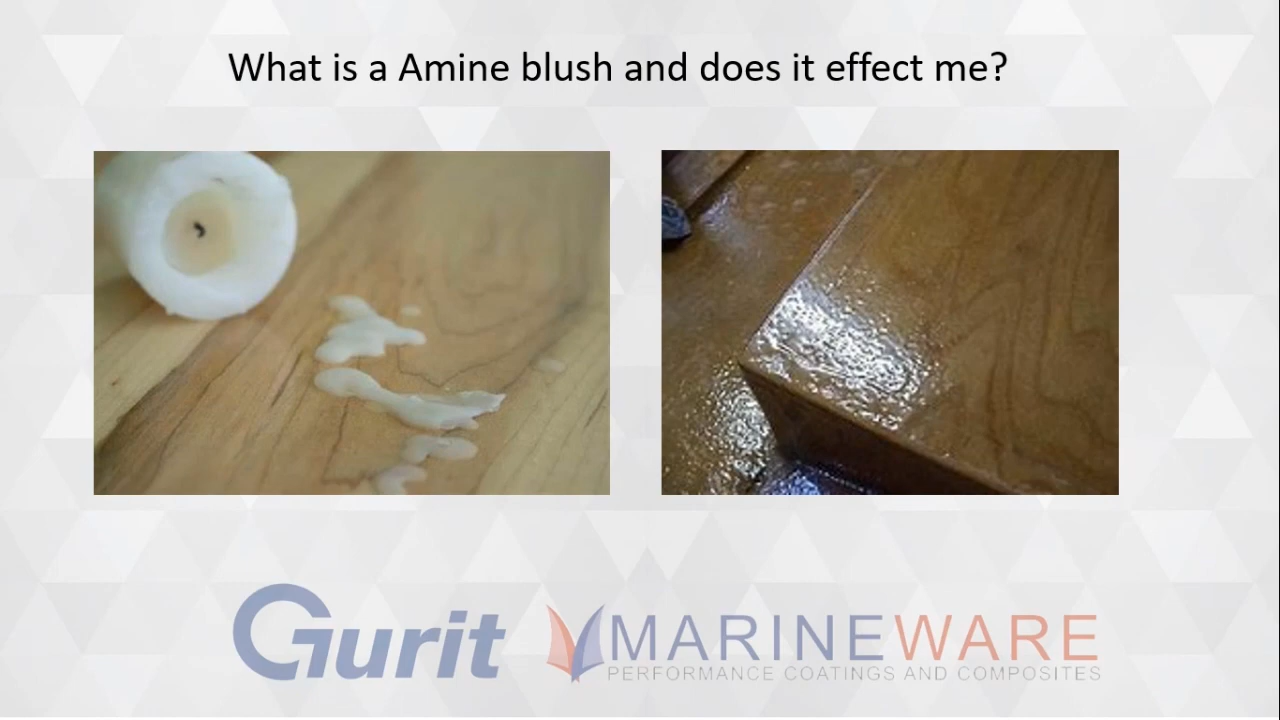 What is a Amine blush and does it effect me?
Gurit
MARINEWARE
PERFORMANCE COATINGS AND COMPOSITES